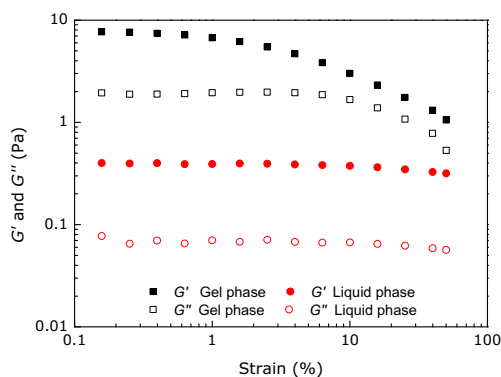 10
1
0.1
0.01
G′ and G″ (Pa)
G′ Gel phase
G′ Liquid phase
G″ Gel phase
G″ Liquid phase
0.1
1
10
100
Strain (%)